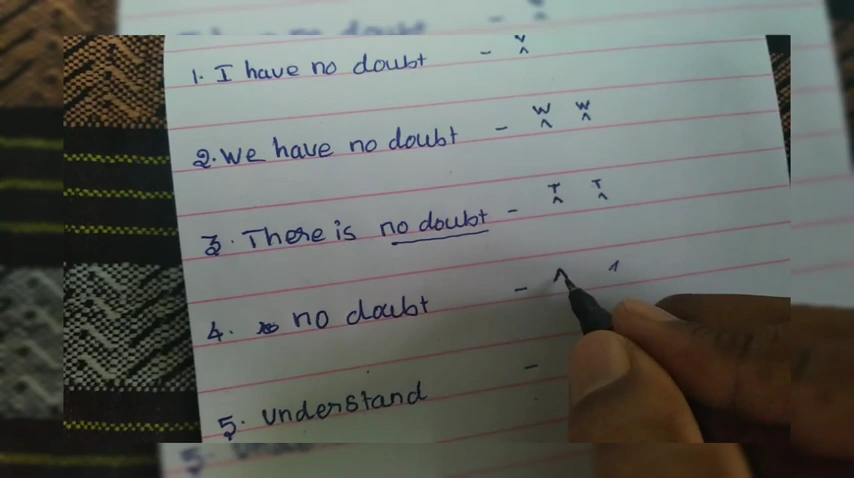 1. I have no doubt -
2. We have no doubt - W W
3. There is no doubt - T T
4. no doubt -
5. understand -